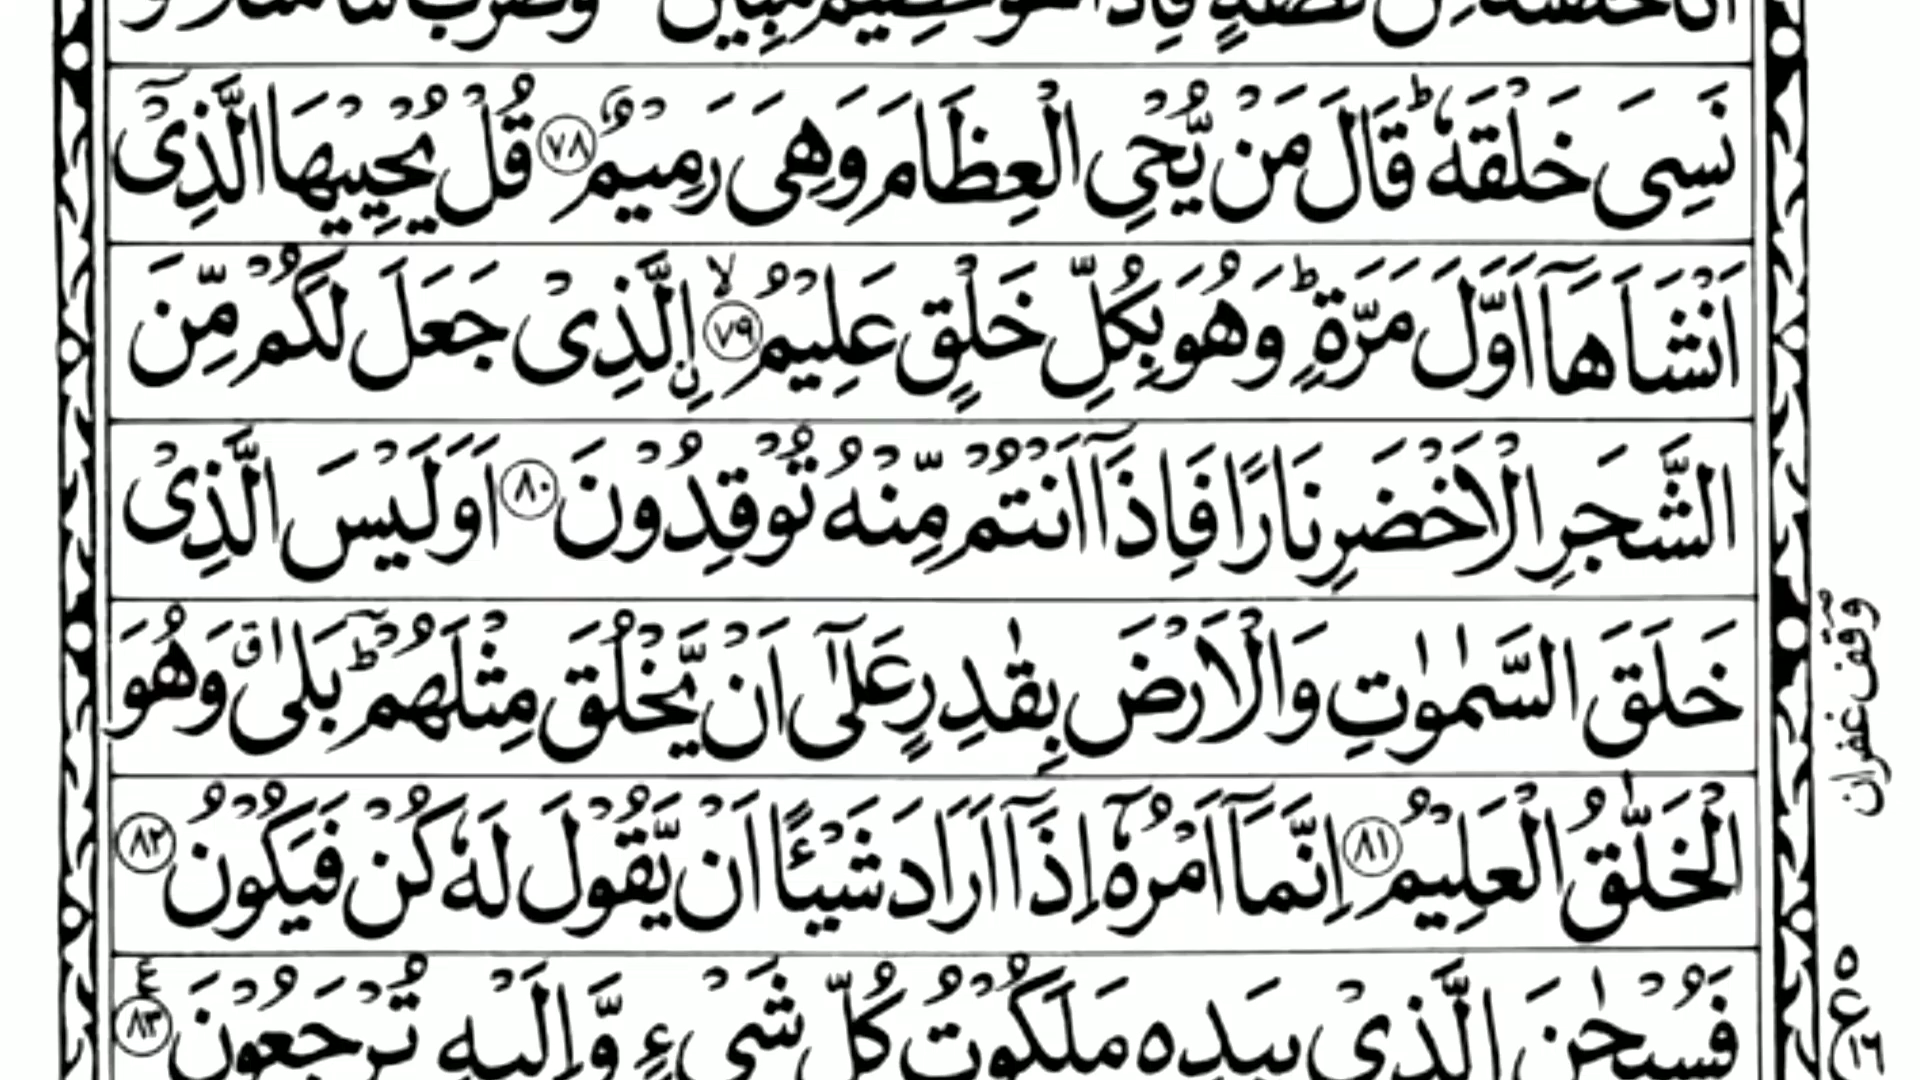 نَسِىَ خَلْقَهٗ ؕ قَالَ مَنْ يُّحْىِ الْعِظَامَ وَهِىَ رَمِيْمٌ ۝۷۸ قُلْ يُحْيِيْهَا الَّذِىْۤ
اَنْشَاَهَاۤ اَوَّلَ مَرَّةٍ ؕ وَهُوَ بِكُلِّ خَلْقٍ عَلِيْمُۙ ۝۷۹ اۨلَّذِىْ جَعَلَ لَكُمْ مِّنَ
الشَّجَرِ الْاَخْضَرِ نَارًا فَاِذَاۤ اَنْتُمْ مِّنْهُ تُوْقِدُوْنَ ۝۸۰ اَوَلَيْسَ الَّذِىْ
خَلَقَ السَّمٰوٰتِ وَالْاَرْضَ بِقٰدِرٍ عَلٰٓى اَنْ يَّخْلُقَ مِثْلَهُمْ ؕ بَلٰى ۗ وَهُوَ
الْخَلّٰقُ الْعَلِيْمُ ۝۸۱ اِنَّمَاۤ اَمْرُهٗۤ اِذَاۤ اَرَادَ شَيْـًٔا اَنْ يَّقُوْلَ لَهٗ كُنْ فَيَكُوْنُ ۝۸۲
فَسُبْحٰنَ الَّذِىْ بِيَدِهٖ مَلَكُوْتُ كُلِّ شَىْءٍ وَّاِلَيْهِ تُرْجَعُوْنَ ۝۸۳
وقف غفران